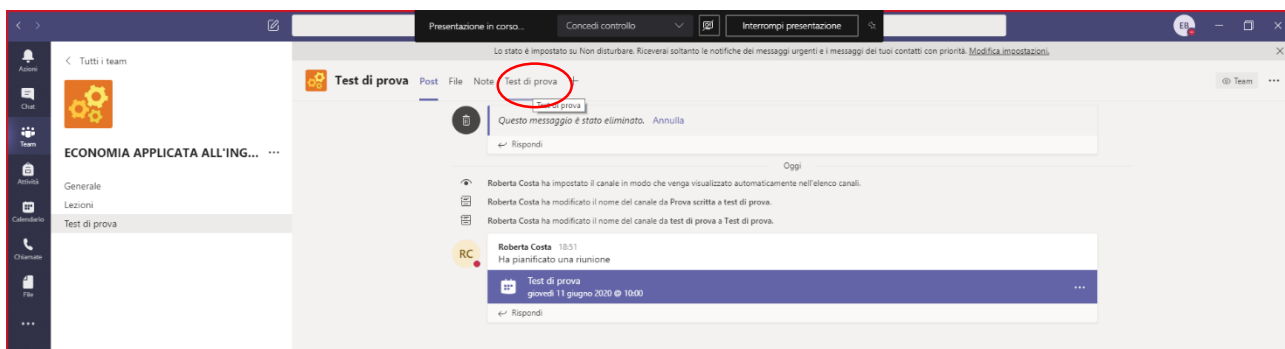 Presentazione in corso... Concedi controllo Interrompi presentazione
EB
Lo stato è impostato su Non disturbare. Riceverai soltanto le notifiche dei messaggi urgenti e i messaggi dei tuoi contatti con priorità. Modifica impostazioni.
Azioni
Chat
Team
Attività
Calendario
Chiamate
File
Tutti i team
ECONOMIA APPLICATA ALL'ING...
Generale
Lezioni
Test di prova
Test di prova Post File Note Test di prova +
Team
Test di prova
Questo messaggio è stato eliminato. Annulla
Rispondi
Oggi
Roberta Costa ha impostato il canale in modo che venga visualizzato automaticamente nell'elenco canali.
Roberta Costa ha modificato il nome del canale da Prova scritta a test di prova.
Roberta Costa ha modificato il nome del canale da test di prova a Test di prova.
RC
Roberta Costa 18:51
Ha pianificato una riunione
Test di prova
giovedì 11 giugno 2020 @ 10:00
Rispondi